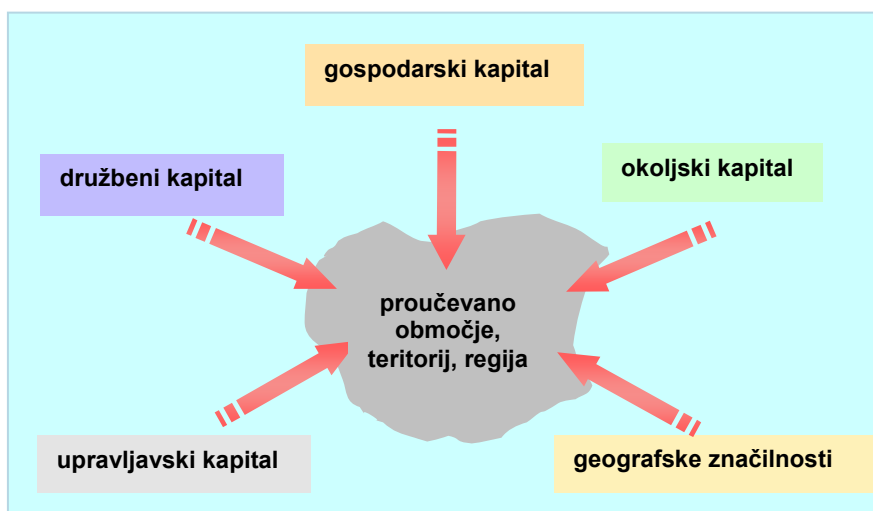 gospodarski kapital
družbeni kapital
okoljski kapital
proučevano
območje,
teritorij, regija
upravljavski kapital
geografske značilnosti